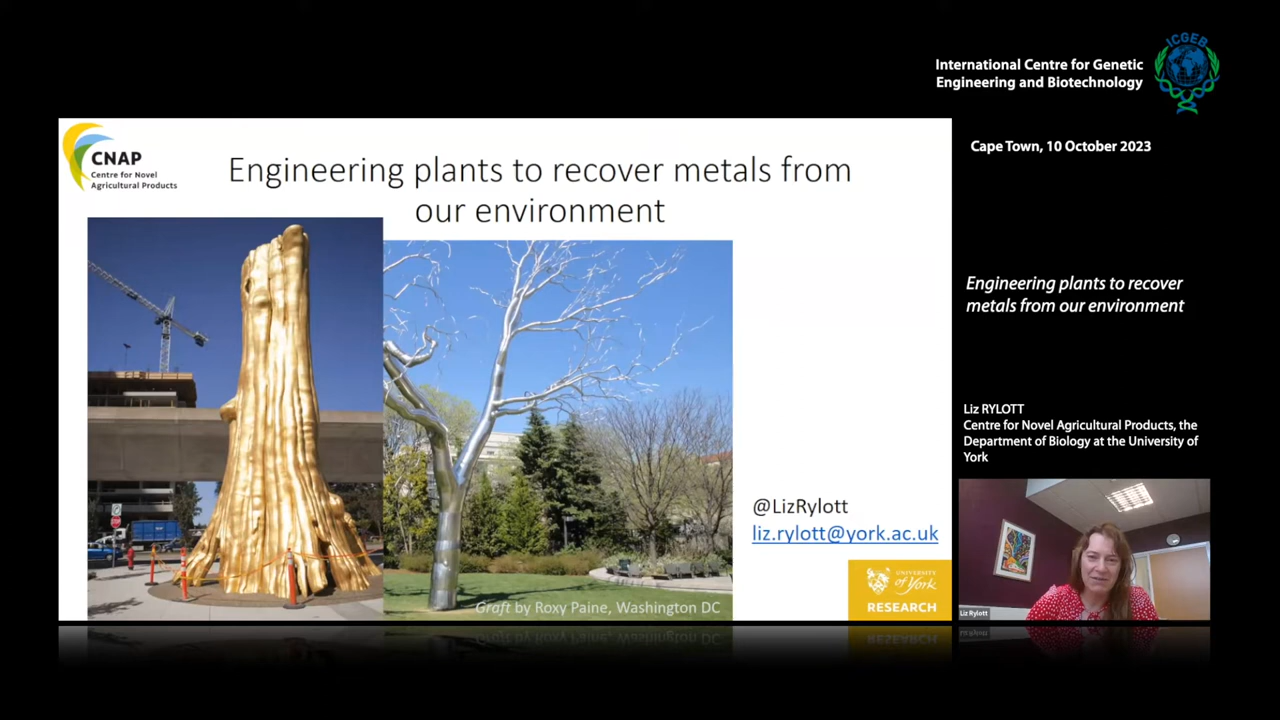 International Centre for Genetic
Engineering and Biotechnology
ICGEB
Cape Town, 10 October 2023
CNAP
Centre for Novel
Agricultural Products
Engineering plants to recover metals from
our environment
Engineering plants to recover
metals from our environment
@LizRylott
liz.rylott@york.ac.uk
Graft by Roxy Paine, Washington DC
UNIVERSITY
of York
RESEARCH
Liz RYLOTT
Centre for Novel Agricultural Products, the
Department of Biology at the University of
York
Liz Rylott